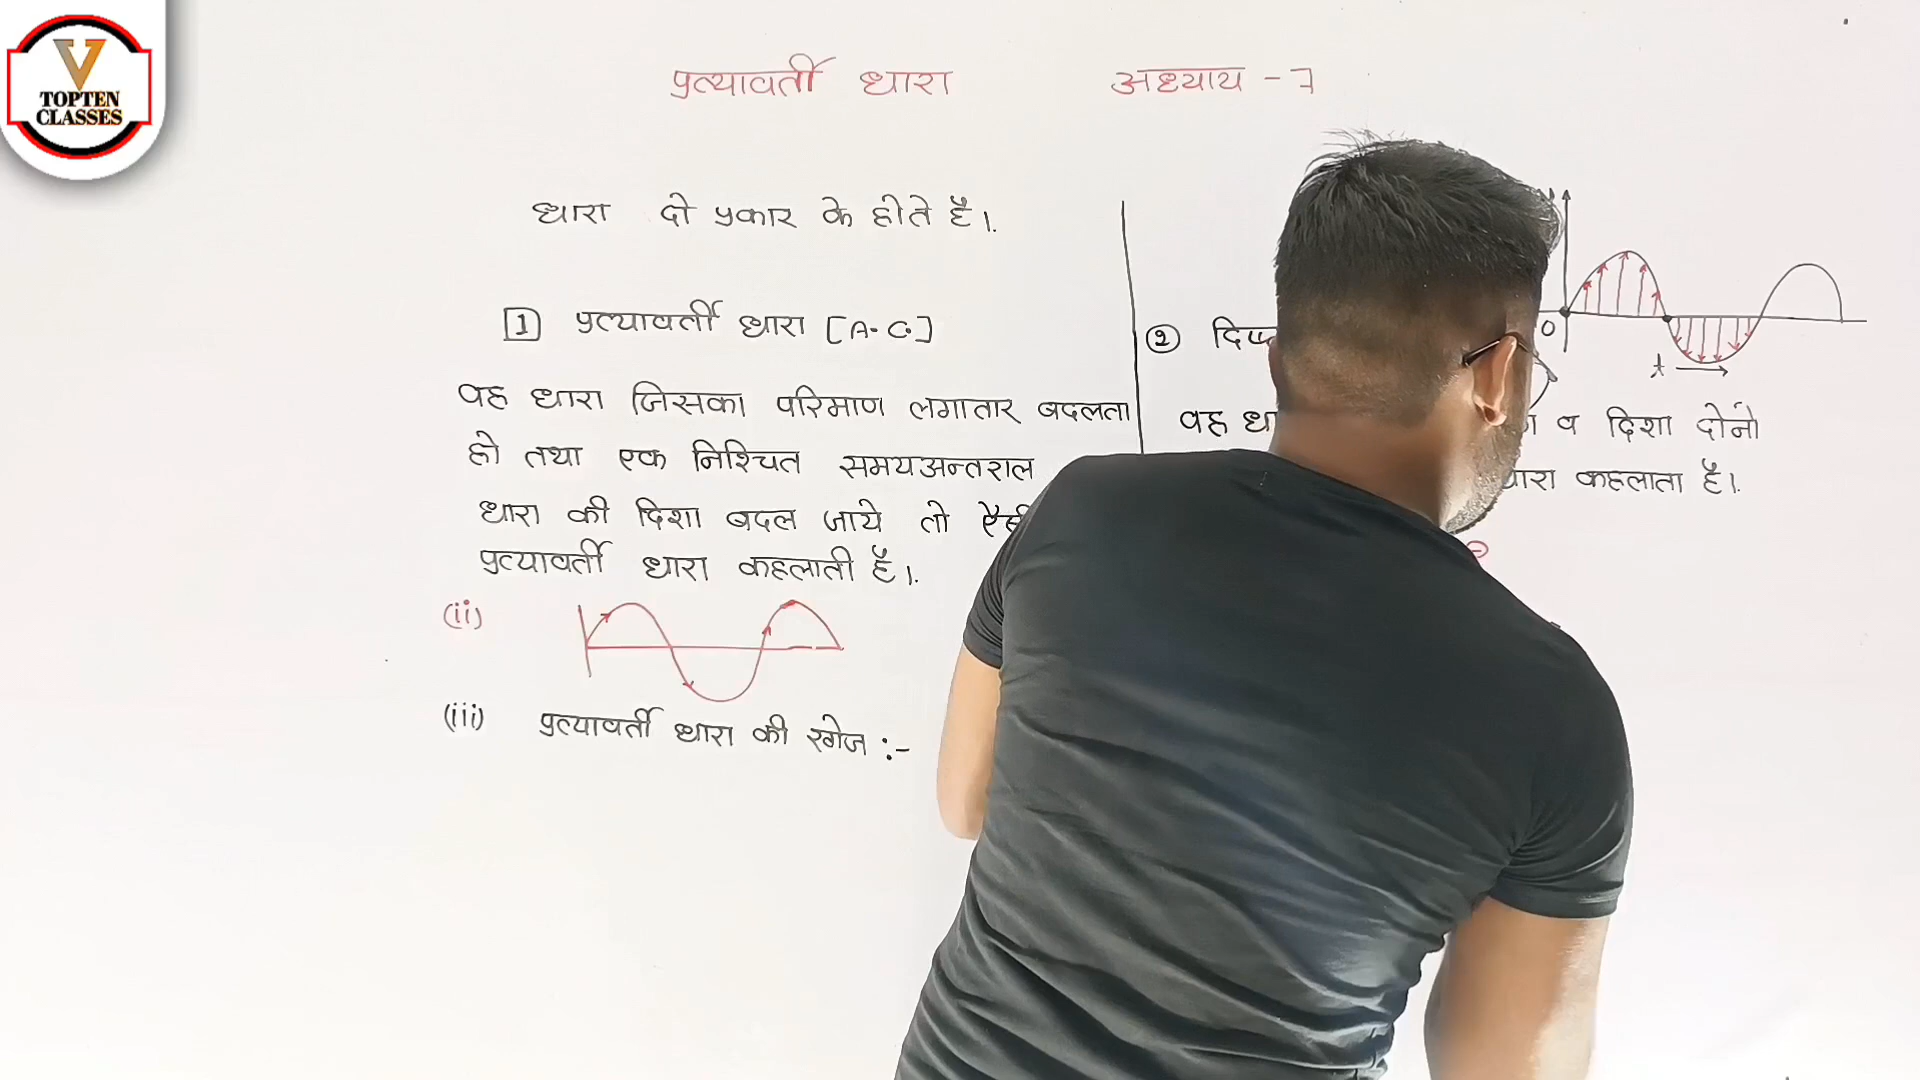 V
TOPTEN
CLASSES
प्रत्यावर्ती धारा अध्याय - 7
धारा दो प्रकार के होते है।
1 प्रत्यावर्ती धारा [A.C.]
वह धारा जिसका परिमाण लगातार बदलता
हो तथा एक निश्चित समयअन्तराल
धारा की दिशा बदल जाये तो
प्रत्यावर्ती धारा कहलाती है।
(ii)
(iii) प्रत्यावर्ती धारा की :-
0
t
2
वह व दिशा दोनो
कहलाता है।